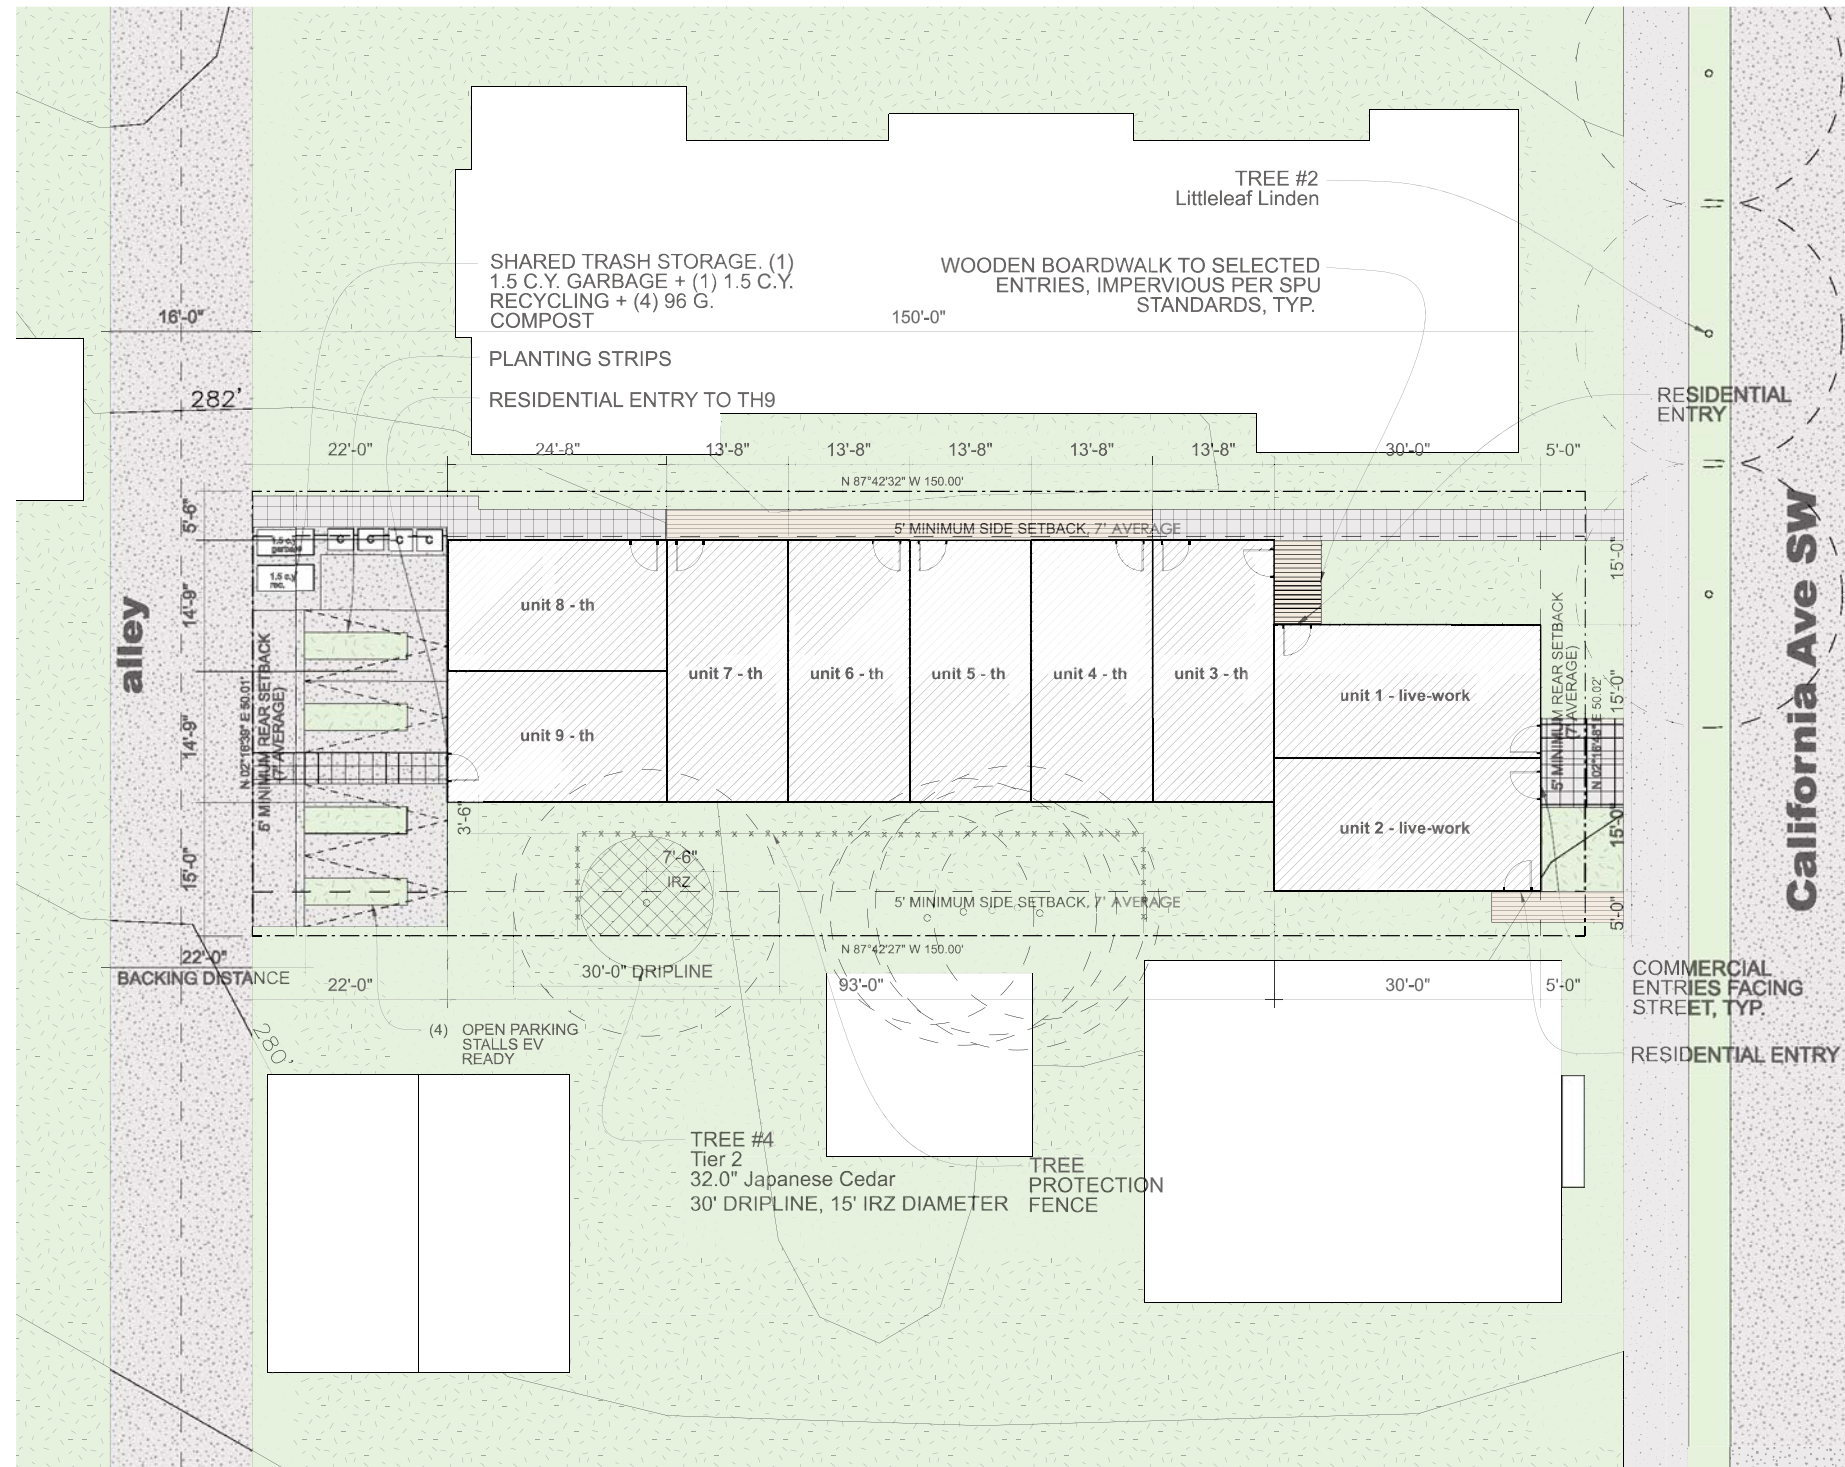 TREE #2
Littleleaf Linden
SHARED TRASH STORAGE. (1)
1.5 C.Y. GARBAGE + (1) 1.5 C.Y.
RECYCLING + (4) 96 G.
COMPOST
WOODEN BOARDWALK TO SELECTED
ENTRIES, IMPERVIOUS PER SPU
STANDARDS, TYP.
16'-0"
150'-0"
PLANTING STRIPS
282'
RESIDENTIAL ENTRY TO TH9
RESIDENTIAL
ENTRY
22'-0"
24'-8"
13'-8"
13'-8"
13'-8"
13'-8"
13'-8"
30'-0"
5'-0"
N 87°42'32" W 150.00'
5'-6"
5' MINIMUM SIDE SETBACK, 7' AVERAGE
1.5 c.y.
garbage
C
C
C
C
1.5 c.y.
rec.
15'-0"
14'-9"
unit 8 - th
alley
5' MINIMUM REAR SETBACK
(7' AVERAGE)
unit 7 - th
unit 6 - th
unit 5 - th
unit 4 - th
unit 3 - th
unit 1 - live-work
5' MINIMUM REAR SETBACK
(7' AVERAGE)
15'-0"
California Ave SW
14'-9"
unit 9 - th
3'-6"
unit 2 - live-work
15'-0"
15'-0"
7'-6"
IRZ
5' MINIMUM SIDE SETBACK, 7' AVERAGE
5'-0"
N 87°42'27" W 150.00'
22'-0"
BACKING DISTANCE
30'-0" DRIPLINE
22'-0"
93'-0"
30'-0"
5'-0"
COMMERCIAL
ENTRIES FACING
STREET, TYP.
280'
(4) OPEN PARKING
STALLS EV
READY
RESIDENTIAL ENTRY
TREE #4
Tier 2
32.0" Japanese Cedar
30' DRIPLINE, 15' IRZ DIAMETER
TREE
PROTECTION
FENCE